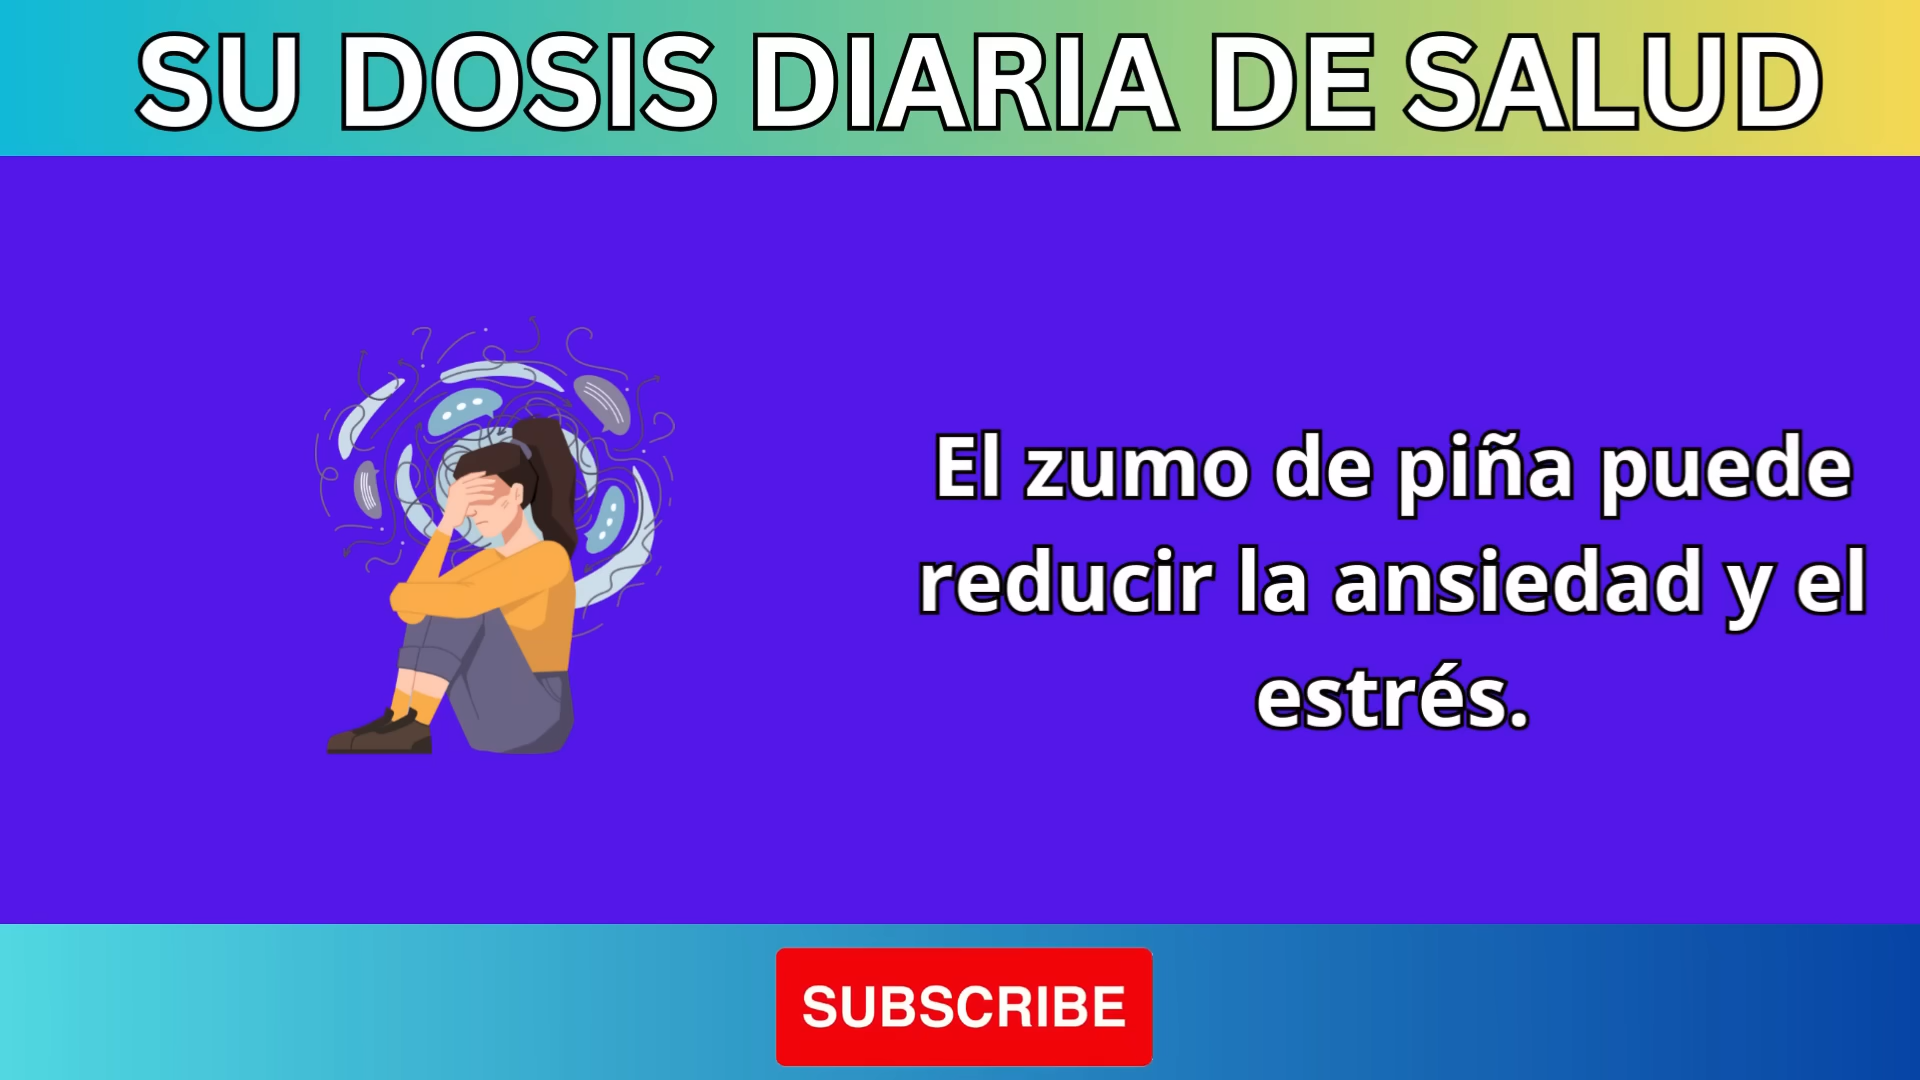 SU DOSIS DIARIA DE SALUD
El zumo de piña puede
reducir la ansiedad y el
estrés.
SUBSCRIBE